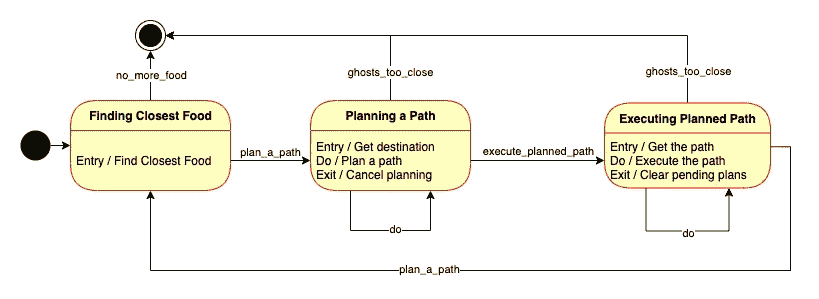 no_more_food
ghosts_too_close
ghosts_too_close
Finding Closest Food
Entry / Find Closest Food
plan_a_path
Planning a Path
Entry / Get destination
Do / Plan a path
Exit / Cancel planning
do
execute_planned_path
Executing Planned Path
Entry / Get the path
Do / Execute the path
Exit / Clear pending plans
do
plan_a_path